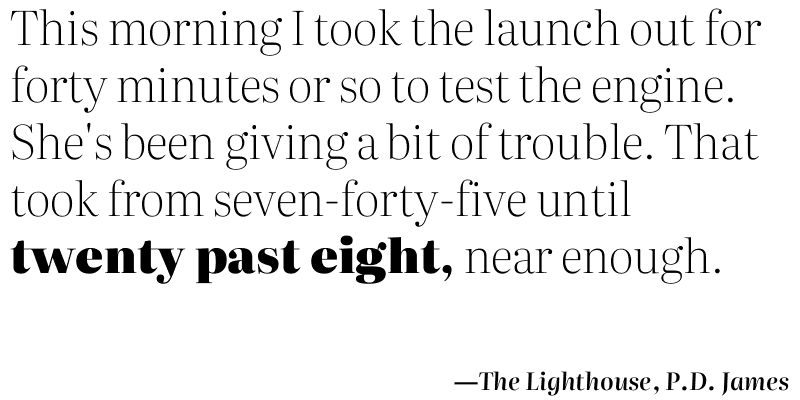 This morning I took the launch out for
forty minutes or so to test the engine.
She's been giving a bit of trouble. That
took from seven-forty-five until
twenty past eight, near enough.
—The Lighthouse, P.D. James